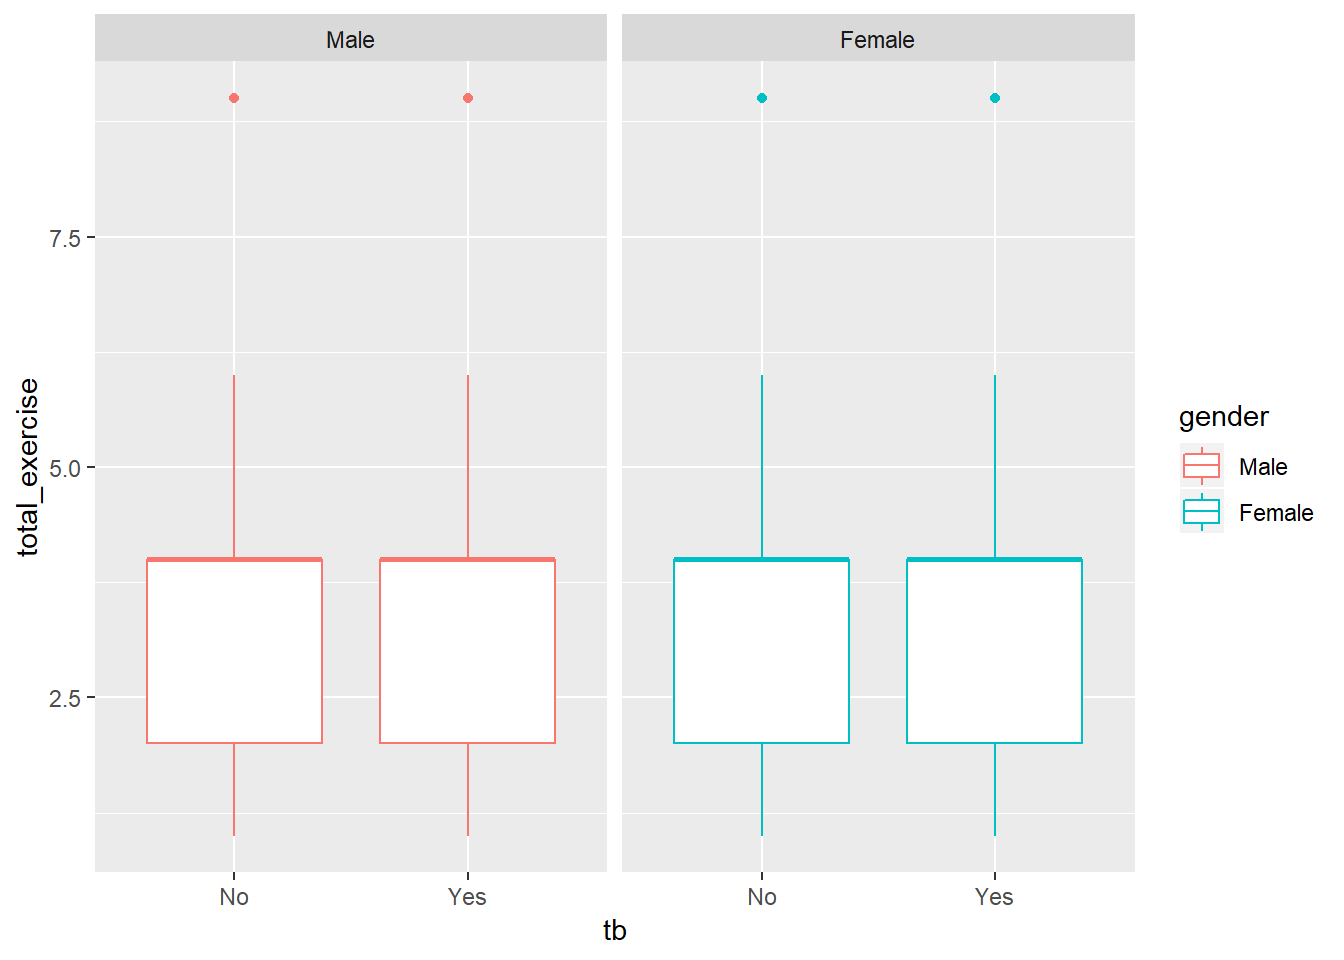 Male
Female
7.5
5.0
2.5
total_exercise
No
Yes
No
Yes
tb
gender
Male
Female